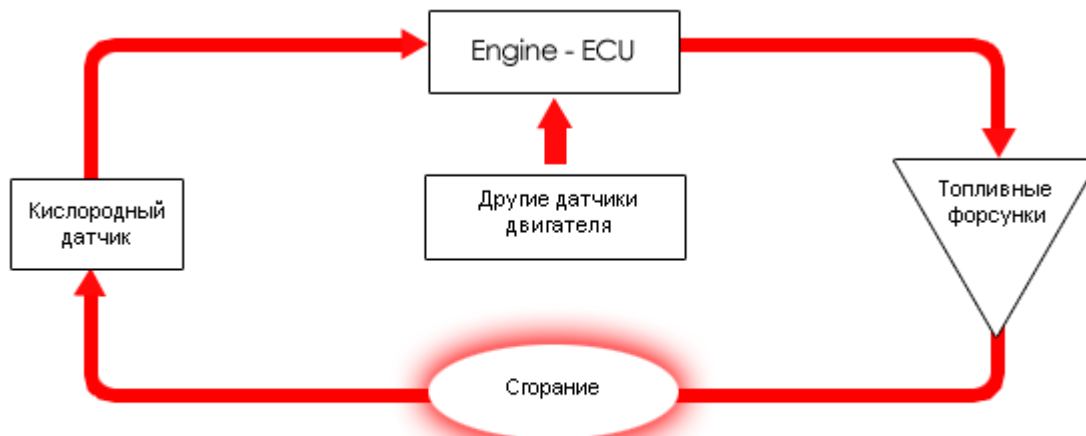 Engine - ECU
Кислородный
датчик
Другие датчики
двигателя
Топливные
форсунки
Сгорание